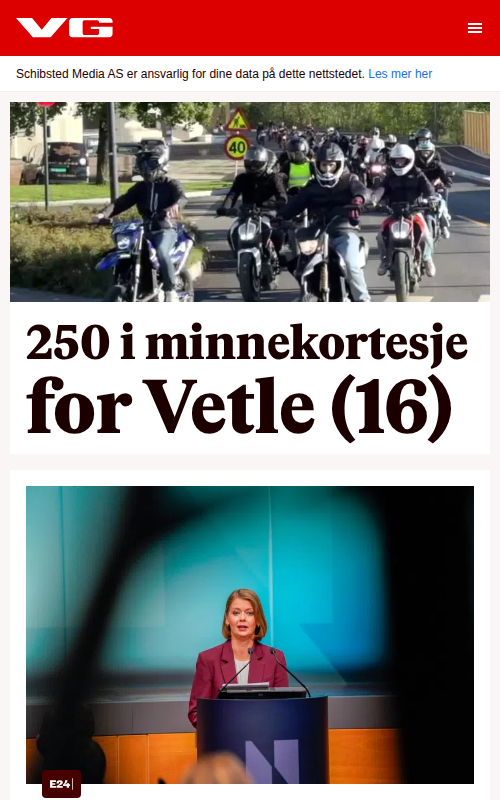 VG
Schibsted Media AS er ansvarlig for dine data på dette nettstedet. Les mer her
40
250 i minnekortesje
for Vetle (16)
N
E24